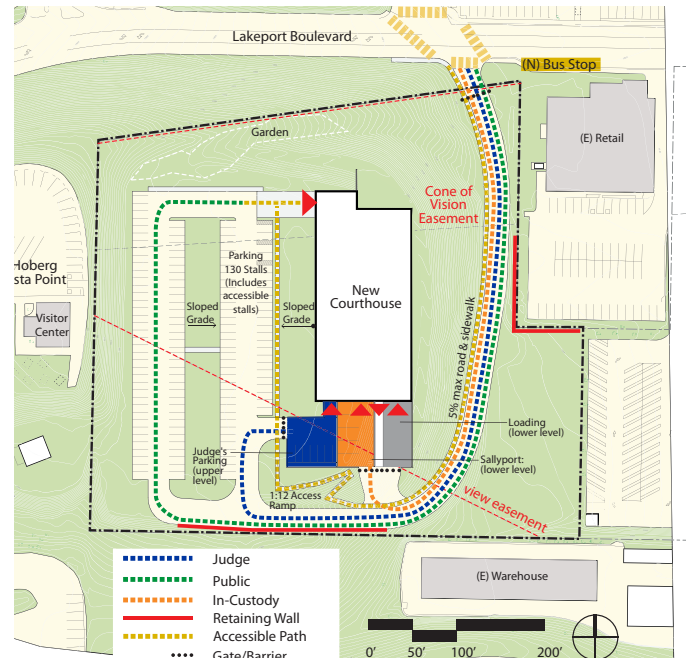 Lakeport Boulevard
(N) Bus Stop
(E) Retail
Garden
Cone of
Vision
Easement
Parking
130 Stalls
(Includes
accessible
stalls)
Hoberg
sta Point
Visitor
Center
Sloped
Grade
Sloped
Grade
New
Courthouse
5% max road & sidewalk
Judge's
Parking
(upper
level)
Loading
(lower level)
Sallyport:
(lower level)
1:12 Access
Ramp
view easement
(E) Warehouse
Judge
Public
In-Custody
Retaining Wall
Accessible Path
Gate/Barrier
0' 50' 100' 200'